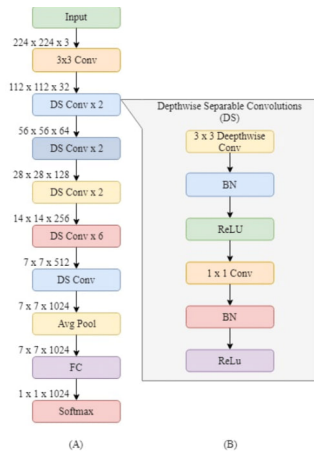 Input
224 x 224 x 3
3x3 Conv
112 x 112 x 32
DS Conv x 2
56 x 56 x 64
DS Conv x 2
28 x 28 x 128
DS Conv x 2
14 x 14 x 256
DS Conv x 6
7 x 7 x 512
DS Conv
7 x 7 x 1024
Avg Pool
7 x 7 x 1024
FC
1 x 1 x 1024
Softmax
(A)
Depthwise Separable Convolutions
(DS)
3 x 3 Deepthwise
Conv
BN
ReLU
1 x 1 Conv
BN
ReLu
(B)